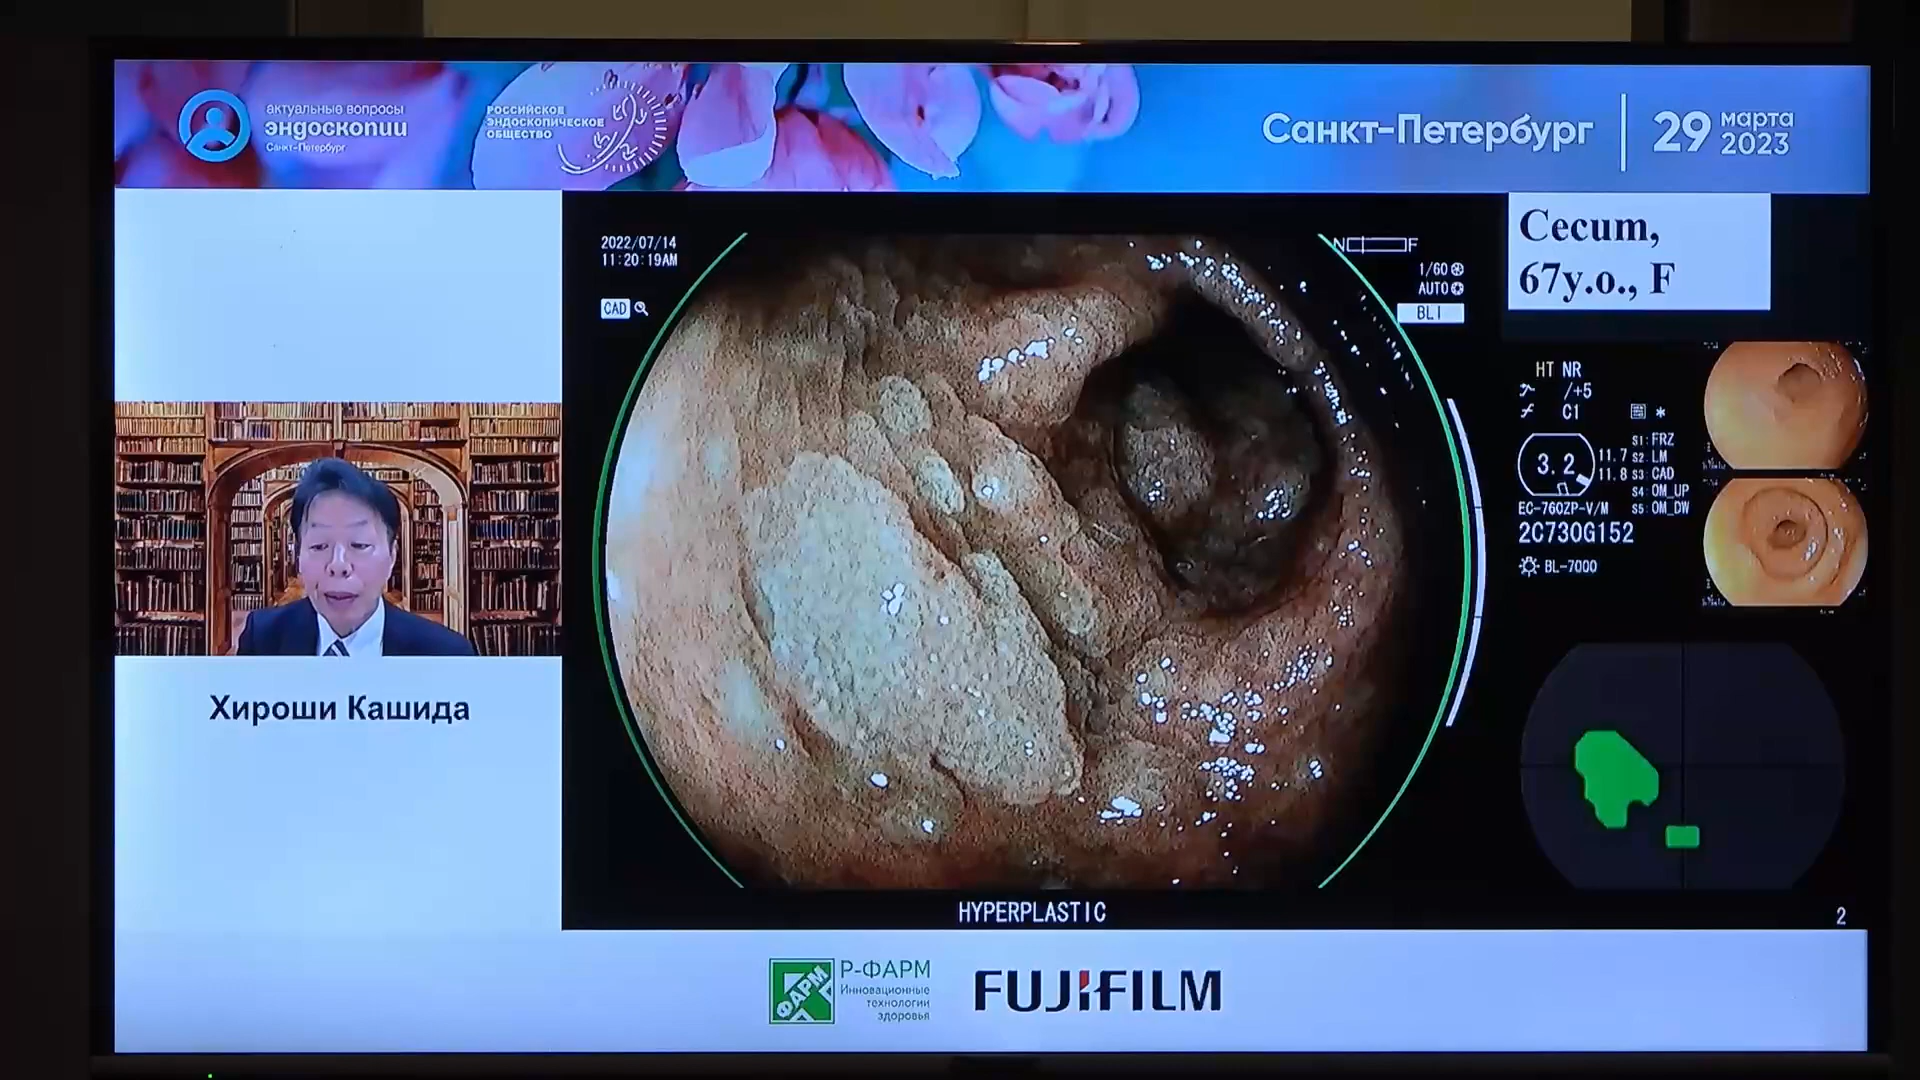 актуальные вопросы
эндоскопии
Санкт-Петербург
РОССИЙСКОЕ
ЭНДОСКОПИЧЕСКОЕ
ОБЩЕСТВО
Санкт-Петербург
29 марта
2023
2022/07/14
11:20:19AM
CAD
N F
1/60
AUTO
BLI
Cecum,
67y.o., F
HT NR
/+5
C1
3.2
11.7
11.8
S1:FRZ
S2:LM
S3:CAD
S4:OM_UP
S5:OM_DW
EC-760ZP-V/M
2C730G152
BL-7000
Хироши Кашида
HYPERPLASTIC
2
ФАРМ
Р-ФАРМ
Инновационные
технологии
здоровья
FUJIFILM